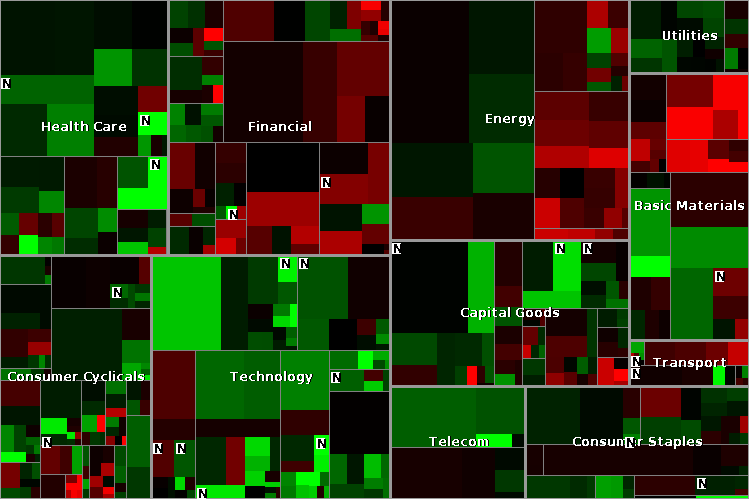 Utilities
N
N
Health Care
Financial
Energy
N
N
N
Basic Materials
N
N
N
N
N
N
N
N
Capital Goods
Transport
N
N
Consumer Cyclicals
Technology
N
N
N
N
N
N
Telecom
Consumer Staples
N
N